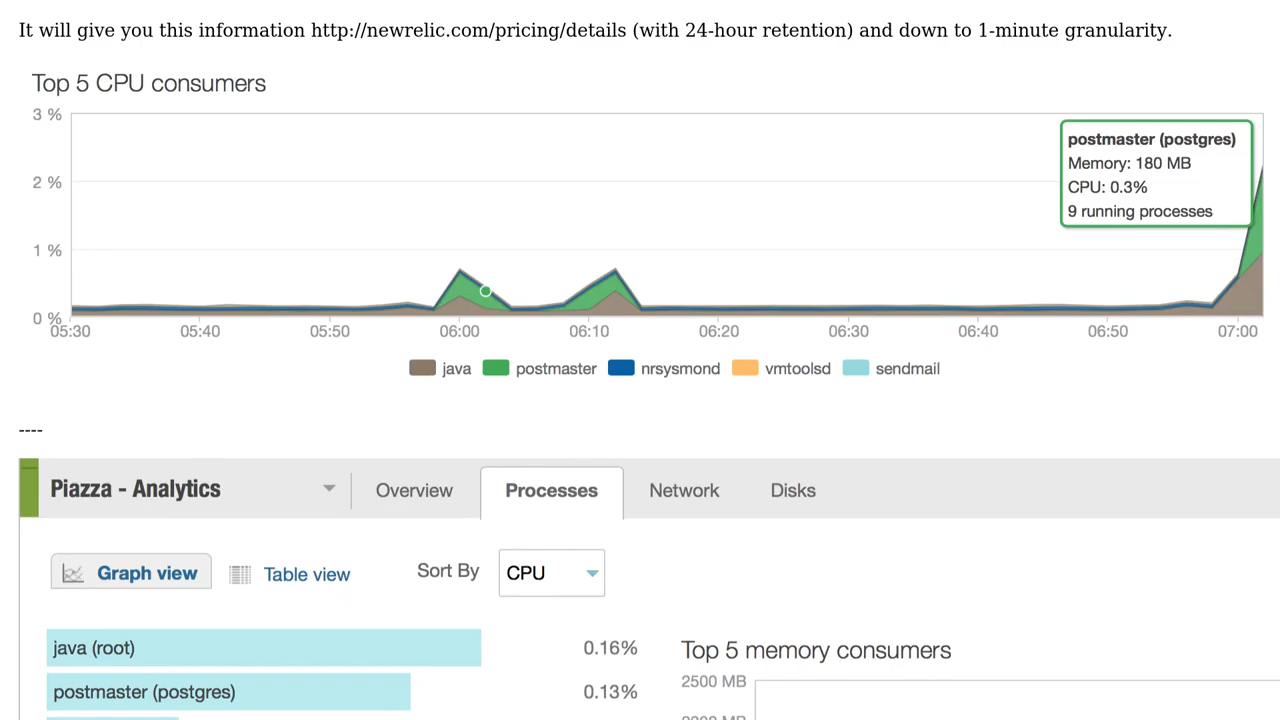 It will give you this information http://newrelic.com/pricing/details (with 24-hour retention) and down to 1-minute granularity.
Top 5 CPU consumers
3 %
2 %
1 %
0 %
postmaster (postgres)
Memory: 180 MB
CPU: 0.3%
9 running processes
05:30 05:40 05:50 06:00 06:10 06:20 06:30 06:40 06:50 07:00
java postmaster nrsysmond vmtoolsd sendmail
----
Piazza - Analytics Overview Processes Network Disks
Graph view Table view Sort By CPU
java (root) 0.16%
postmaster (postgres) 0.13%
Top 5 memory consumers
2500 MB